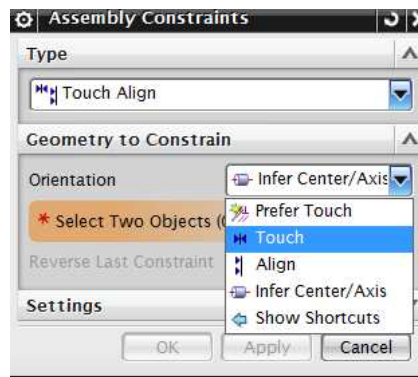 Assembly Constraints
Type
Touch Align
Geometry to Constrain
Orientation
Infer Center/Axis
Prefer Touch
* Select Two Objects (
Touch
Align
Reverse Last Constraint
Infer Center/Axis
Settings
Show Shortcuts
OK
Apply
Cancel